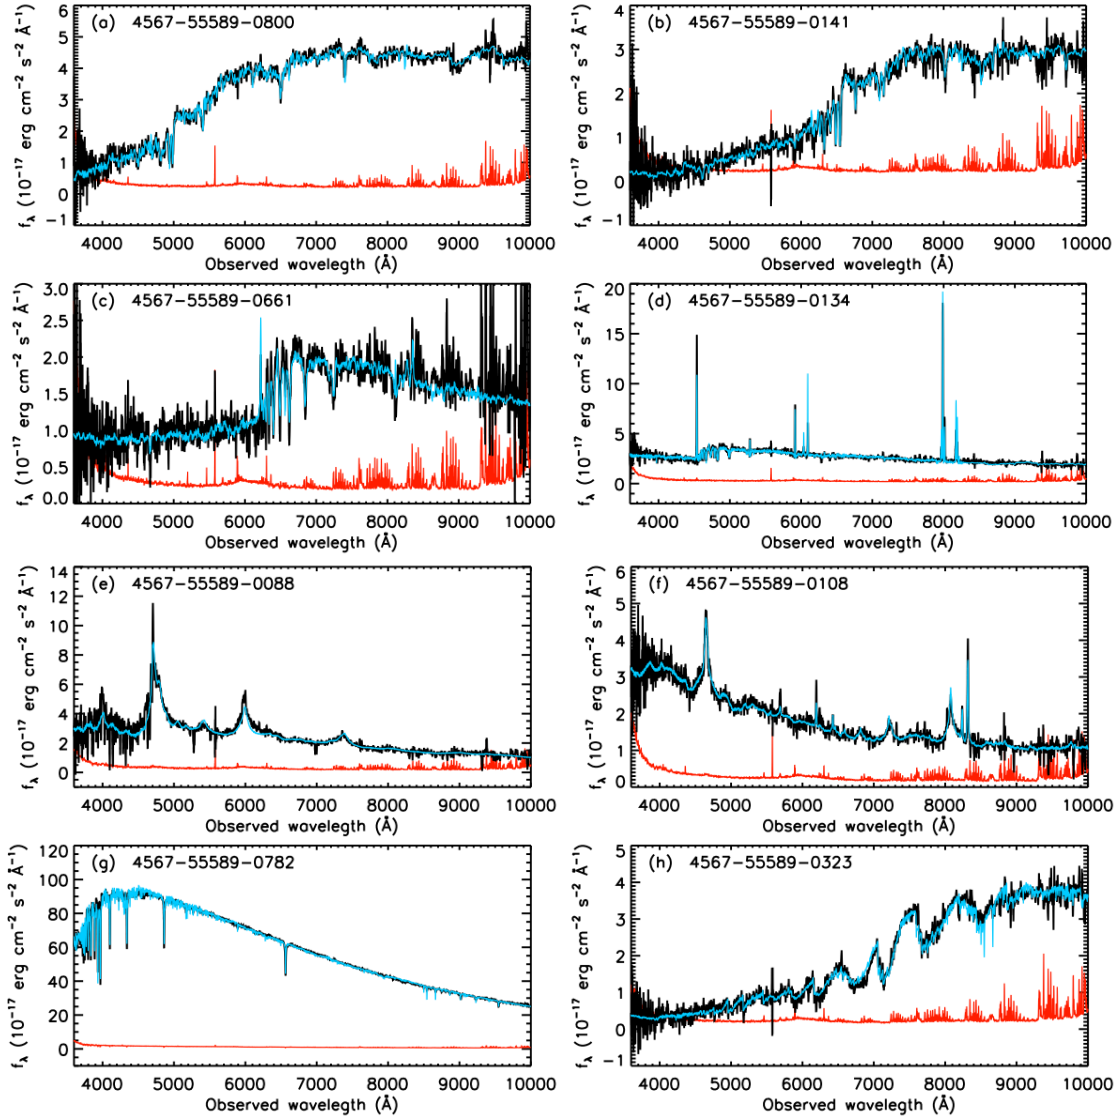 (a) 4567-55589-0800
6
5
4
3
2
1
0
−1
fλ (10−17 erg cm−2 s−2 Å−1)
4000 5000 6000 7000 8000 9000 10000
Observed wavelegth (Å)
(b) 4567-55589-0141
4
3
2
1
0
−1
fλ (10−17 erg cm−2 s−2 Å−1)
4000 5000 6000 7000 8000 9000 10000
Observed wavelegth (Å)
(c) 4567-55589-0661
3.0
2.5
2.0
1.5
1.0
0.5
0.0
fλ (10−17 erg cm−2 s−2 Å−1)
4000 5000 6000 7000 8000 9000 10000
Observed wavelegth (Å)
(d) 4567-55589-0134
20
15
10
5
0
fλ (10−17 erg cm−2 s−2 Å−1)
4000 5000 6000 7000 8000 9000 10000
Observed wavelegth (Å)
(e) 4567-55589-0088
14
12
10
8
6
4
2
0
fλ (10−17 erg cm−2 s−2 Å−1)
4000 5000 6000 7000 8000 9000 10000
Observed wavelegth (Å)
(f) 4567-55589-0108
6
5
4
3
2
1
0
fλ (10−17 erg cm−2 s−2 Å−1)
4000 5000 6000 7000 8000 9000 10000
Observed wavelegth (Å)
(g) 4567-55589-0782
120
100
80
60
40
20
0
fλ (10−17 erg cm−2 s−2 Å−1)
4000 5000 6000 7000 8000 9000 10000
Observed wavelegth (Å)
(h) 4567-55589-0323
5
4
3
2
1
0
−1
fλ (10−17 erg cm−2 s−2 Å−1)
4000 5000 6000 7000 8000 9000 10000
Observed wavelegth (Å)